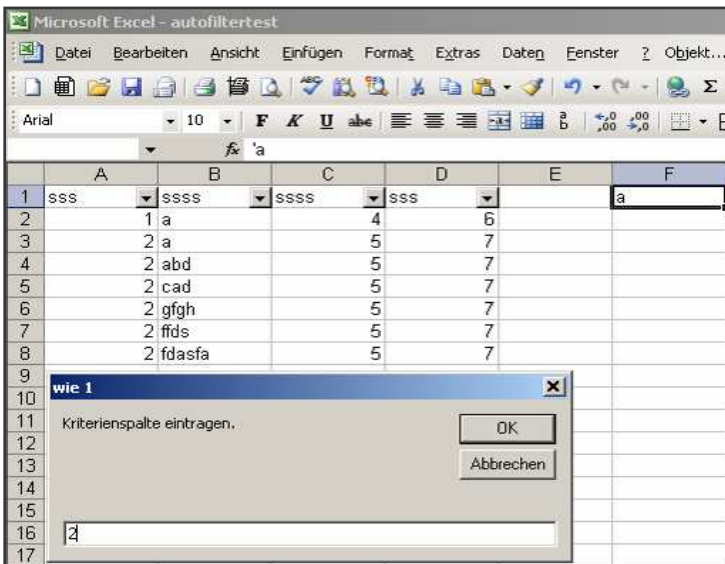 Microsoft Excel - autofiltertest
Datei Bearbeiten Ansicht Einfügen Format Extras Daten Fenster ? Objekt...
Arial 10 F K U abc
fx 'a
A B C D E F
1 sss ssss ssss sss a
2 1 a 4 6
3 2 a 5 7
4 2 abd 5 7
5 2 cad 5 7
6 2 gfgh 5 7
7 2 ffds 5 7
8 2 fdasfa 5 7
9
10 wie 1
11 Kriterienspalte eintragen. OK
12
13 Abbrechen
14
15
16 2
17